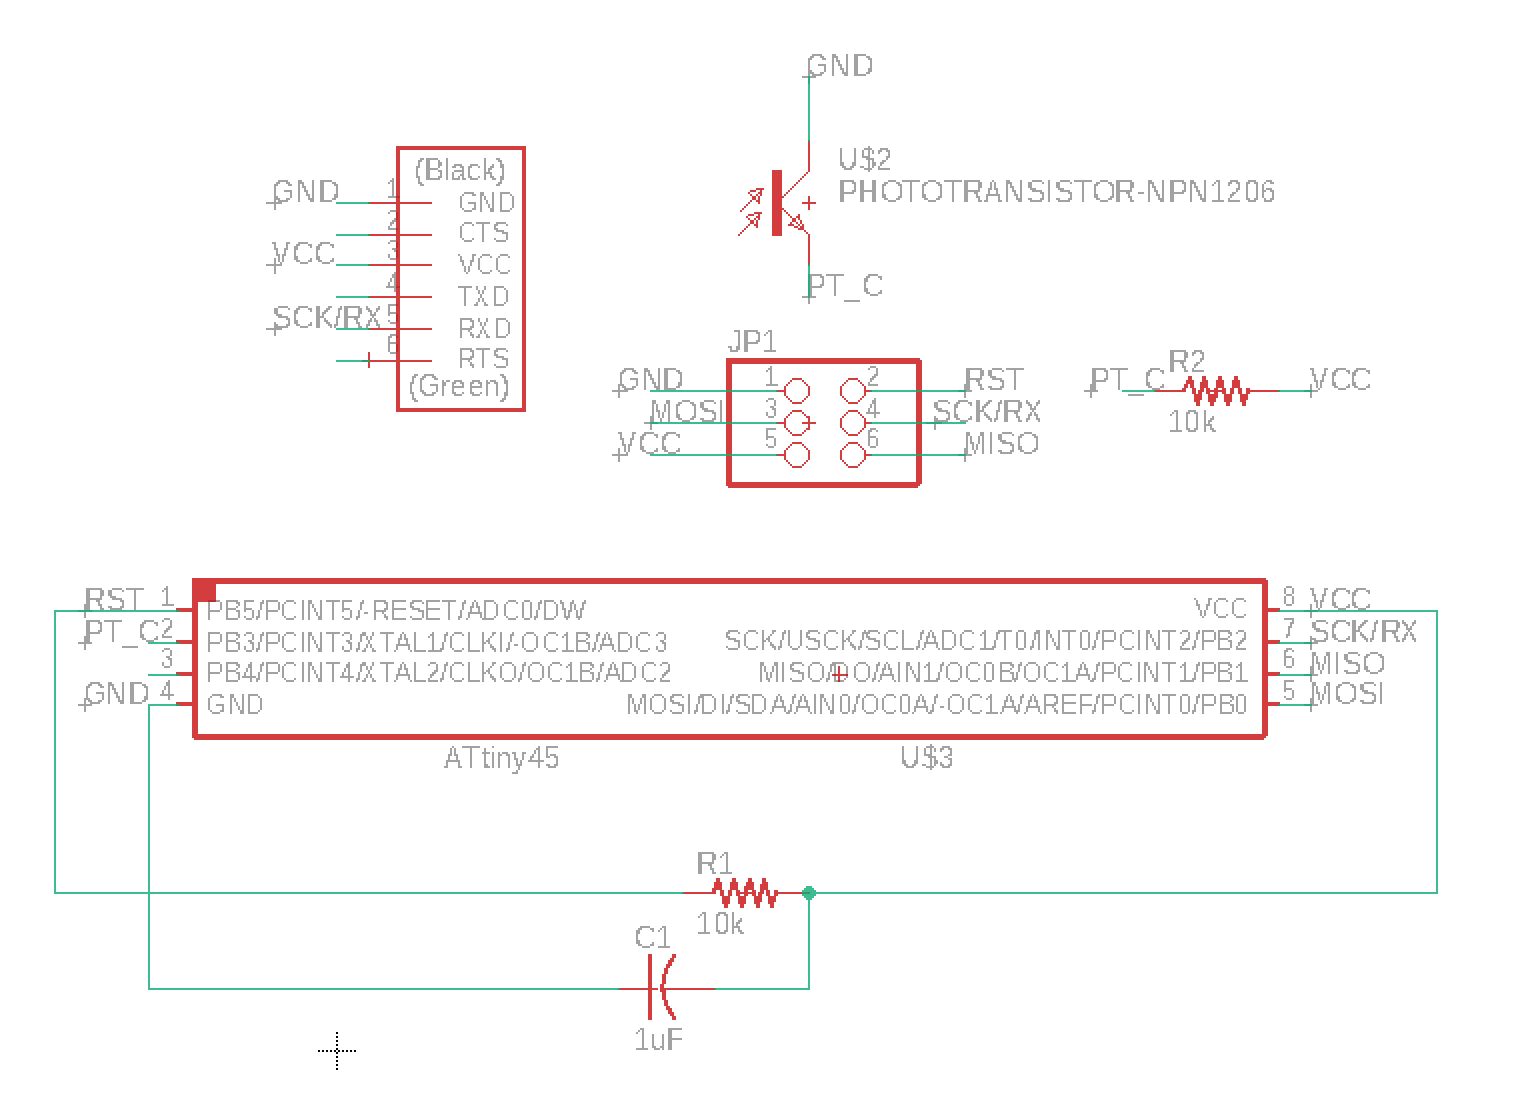 GND
U$2
PHOTOTRANSISTOR-NPN1206
PT_C
(Black)
GND 1 GND
2 CTS
VCC 3 VCC
4 TXD
SCK/RX 5 RXD
6 RTS
(Green)
JP1
GND 1 2 RST
MOSI 3 4 SCK/RX
VCC 5 6 MISO
R2
PT_C VCC
10k
RST 1 PB5/PCINT5/-RESET/ADC0/DW
PT_C 2 PB3/PCINT3/XTAL1/CLKI/-OC1B/ADC3
3 PB4/PCINT4/XTAL2/CLKO/OC1B/ADC2
GND 4 GND
VCC 8 VCC
SCK/USCK/SCL/ADC1/T0/INT0/PCINT2/PB2 7 SCK/RX
MISO/DO/AIN1/OC0B/OC1A/PCINT1/PB1 6 MISO
MOSI/DI/SDA/AIN0/OC0A/-OC1A/AREF/PCINT0/PB0 5 MOSI
ATtiny45 U$3
R1
10k
C1
1uF